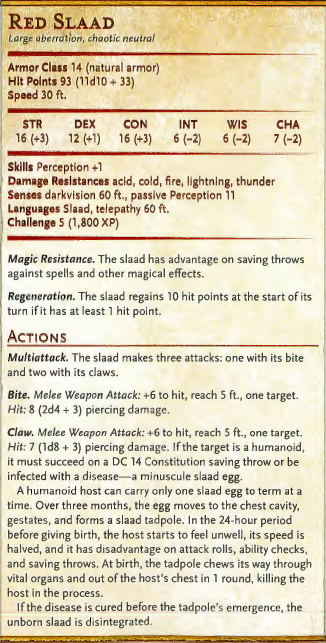 RED SLAAD
Large aberration, chaotic neutral
Armor Class 14 (natural armor)
Hit Points 93 (11d10 + 33)
Speed 30 ft.
STR DEX CON INT WIS CHA
16 (+3) 12 (+1) 16 (+3) 6 (−2) 6 (−2) 7 (−2)
Skills Perception +1
Damage Resistances acid, cold, fire, lightning, thunder
Senses darkvision 60 ft., passive Perception 11
Languages Slaad, telepathy 60 ft.
Challenge 5 (1,800 XP)
Magic Resistance. The slaad has advantage on saving throws
against spells and other magical effects.
Regeneration. The slaad regains 10 hit points at the start of its
turn if it has at least 1 hit point.
ACTIONS
Multiattack. The slaad makes three attacks: one with its bite
and two with its claws.
Bite. Melee Weapon Attack: +6 to hit, reach 5 ft., one target.
Hit: 8 (2d4 + 3) piercing damage.
Claw. Melee Weapon Attack: +6 to hit, reach 5 ft., one target.
Hit: 7 (1d8 + 3) piercing damage. If the target is a humanoid,
it must succeed on a DC 14 Constitution saving throw or be
infected with a disease—a minuscule slaad egg.
A humanoid host can carry only one slaad egg to term at a
time. Over three months, the egg moves to the chest cavity,
gestates, and forms a slaad tadpole. In the 24-hour period
before giving birth, the host starts to feel unwell, its speed is
halved, and it has disadvantage on attack rolls, ability checks,
and saving throws. At birth, the tadpole chews its way through
vital organs and out of the host's chest in 1 round, killing the
host in the process.
If the disease is cured before the tadpole's emergence, the
unborn slaad is disintegrated.